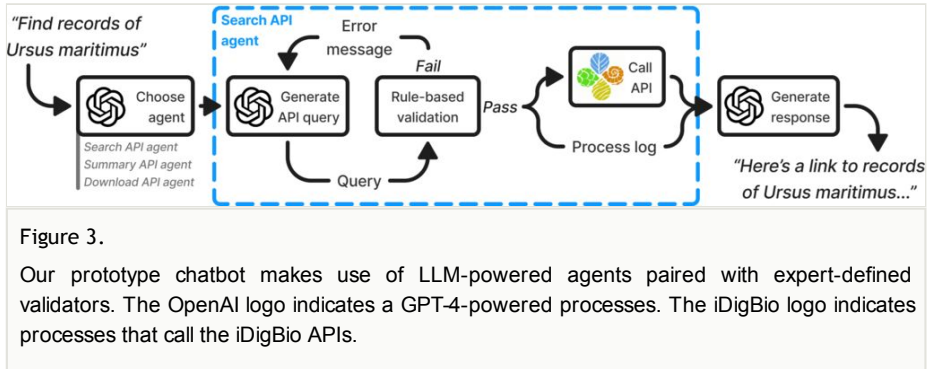 “Find records of
Ursus maritimus”
Choose
agent
Search API agent
Summary API agent
Download API agent
Search API
agent
Error
message
Fail
Generate
API query
Rule-based
validation
Query
Pass
Call
API
Process log
Generate
response
“Here’s a link to records
of Ursus maritimus...”
Figure 3.
Our prototype chatbot makes use of LLM-powered agents paired with expert-defined
validators. The OpenAI logo indicates a GPT-4-powered processes. The iDigBio logo indicates
processes that call the iDigBio APIs.